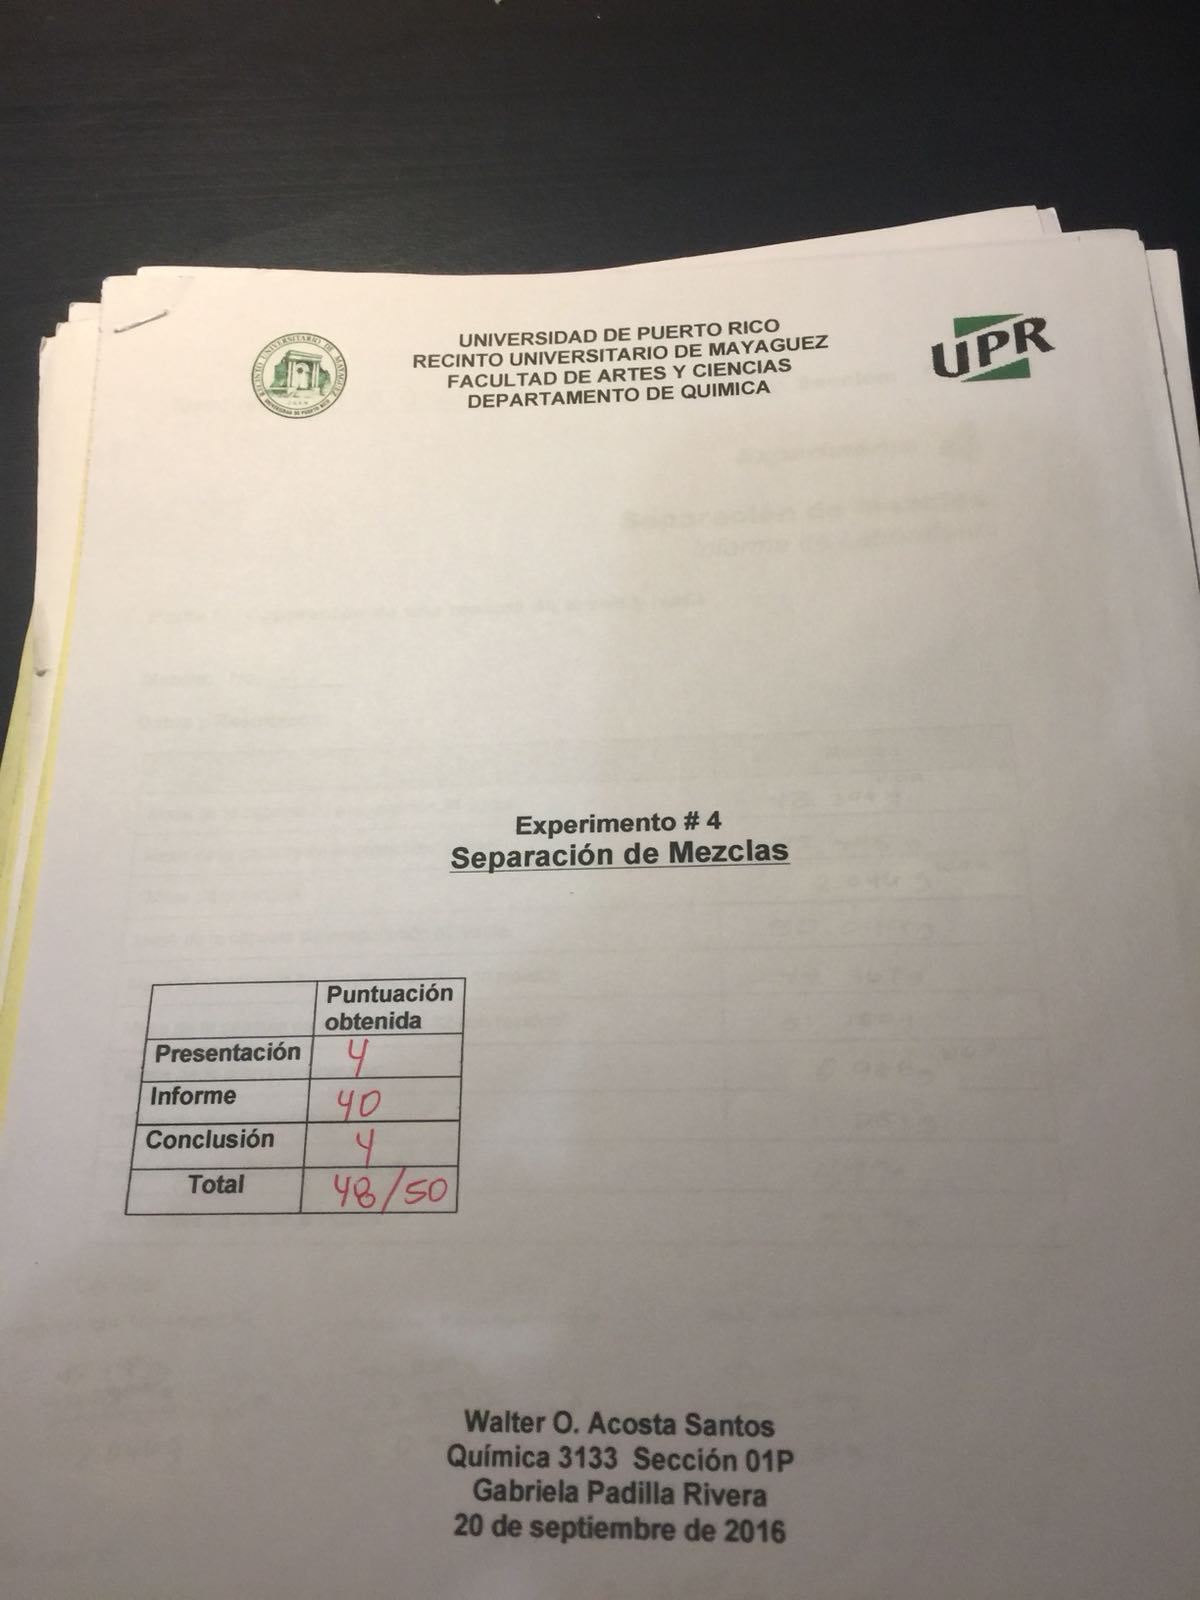 UNIVERSIDAD DE PUERTO RICO
RECINTO UNIVERSITARIO DE MAYAGUEZ
FACULTAD DE ARTES Y CIENCIAS
DEPARTAMENTO DE QUIMICA
RECINTO UNIVERSITARIO DE MAYAGUEZ
UNIVERSIDAD DE PUERTO RICO
UPR
Experimento # 4
Separación de Mezclas
Puntuación
obtenida
Presentación 4
Informe 40
Conclusión 4
Total 48/50
Walter O. Acosta Santos
Química 3133 Sección 01P
Gabriela Padilla Rivera
20 de septiembre de 2016